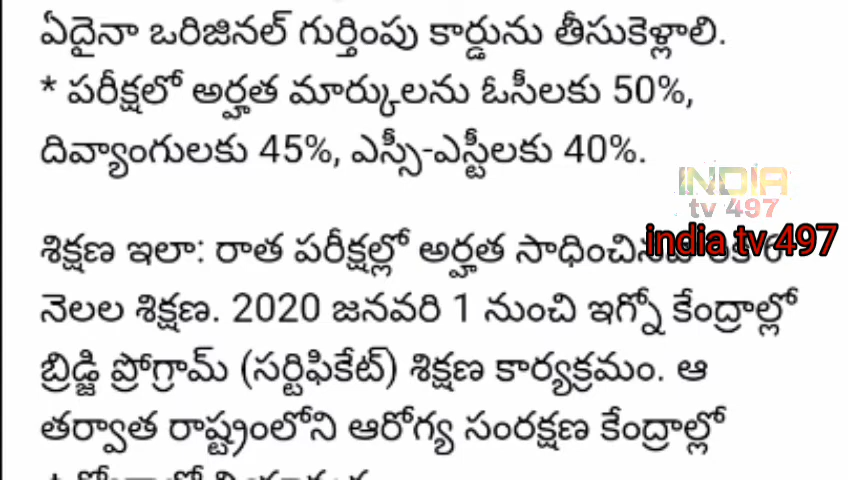 ఏదైనా ఒరిజినల్ గుర్తింపు కార్డును తీసుకెళ్లాలి.
* పరీక్షలో అర్హత మార్కులను ఓసీలకు 50%,
దివ్యాంగులకు 45%, ఎస్సీ-ఎస్టీలకు 40%.
INDIA
tv 497
india tv 497
శిక్షణ ఇలా: రాత పరీక్షల్లో అర్హత
నెలల శిక్షణ. 2020 జనవరి 1 నుంచి ఇగ్నో కేంద్రాల్లో
బ్రిడ్జి ప్రోగ్రామ్ (సర్టిఫికేట్) శిక్షణ కార్యక్రమం. ఆ
తర్వాత రాష్ట్రంలోని ఆరోగ్య సంరక్షణ కేంద్రాల్లో